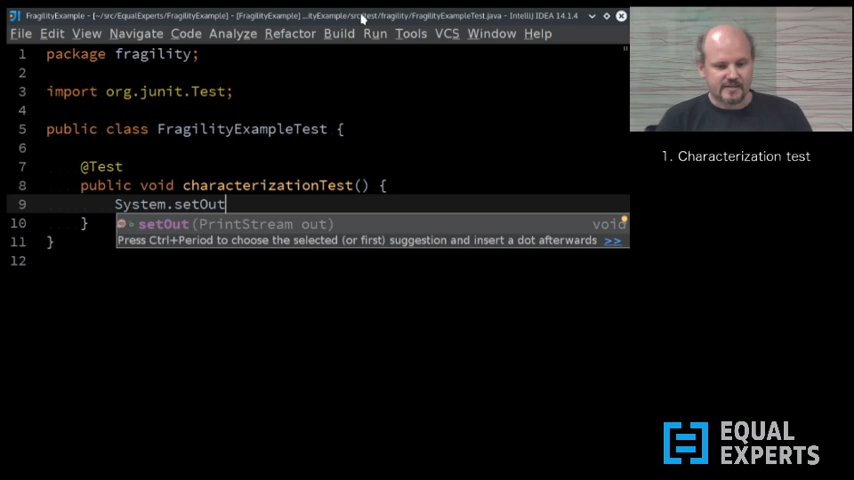 FragilityExample - [~/src/EqualExperts/FragilityExample] - [FragilityExample] ...ityExample/src/test/fragility/FragilityExampleTest.java - IntelliJ IDEA 14.1.4
File Edit View Navigate Code Analyze Refactor Build Run Tools VCS Window Help
1 package fragility;
2
3 import org.junit.Test;
4
5 public class FragilityExampleTest {
6
7 @Test
8 public void characterizationTest() {
9 System.setOut
10 }
setOut(PrintStream out) void
11 }
Press Ctrl+Period to choose the selected (or first) suggestion and insert a dot afterwards >>
12
1. Characterization test
EQUAL
EXPERTS